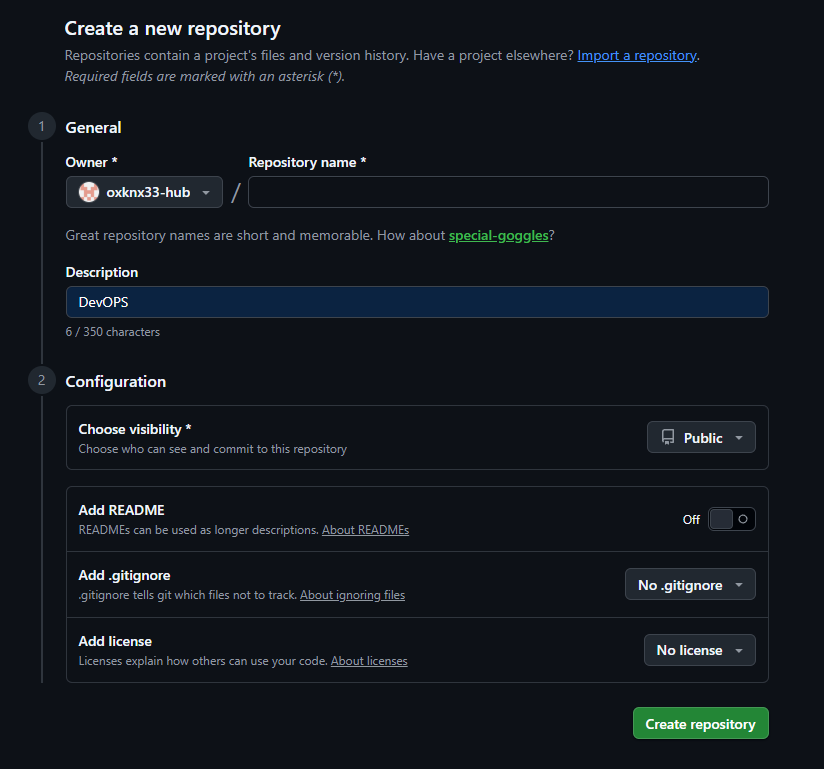 Create a new repository
Repositories contain a project's files and version history. Have a project elsewhere? Import a repository.
Required fields are marked with an asterisk (*).
1 General
Owner * Repository name *
oxknx33-hub /
Great repository names are short and memorable. How about special-goggles?
Description
DevOPS
6 / 350 characters
2 Configuration
Choose visibility *
Choose who can see and commit to this repository
Public
Add README
READMEs can be used as longer descriptions. About READMEs
Off
Add .gitignore
.gitignore tells git which files not to track. About ignoring files
No .gitignore
Add license
Licenses explain how others can use your code. About licenses
No license
Create repository